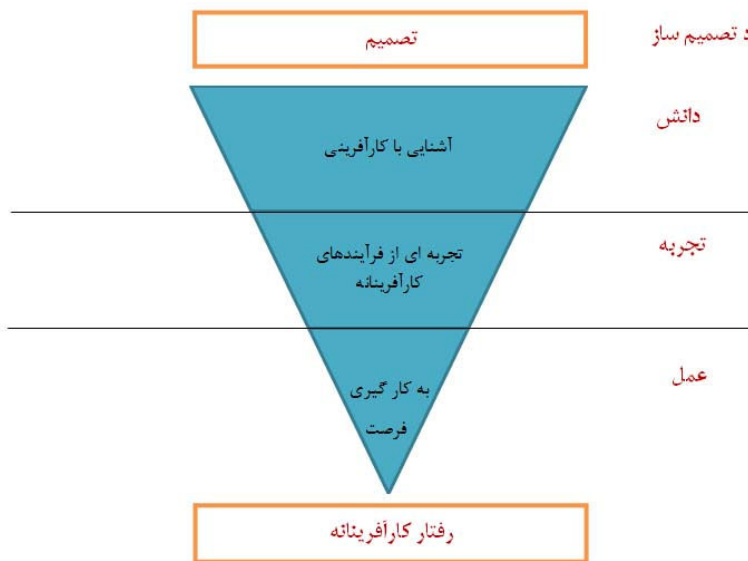 تصمیم ساز
تصمیم
دانش
آشنایی با کارآفرینی
تجربه
تجربه ای از فرآیندهای
کارآفرینانه
عمل
به کار گیری
فرصت
رفتار کارآفرینانه